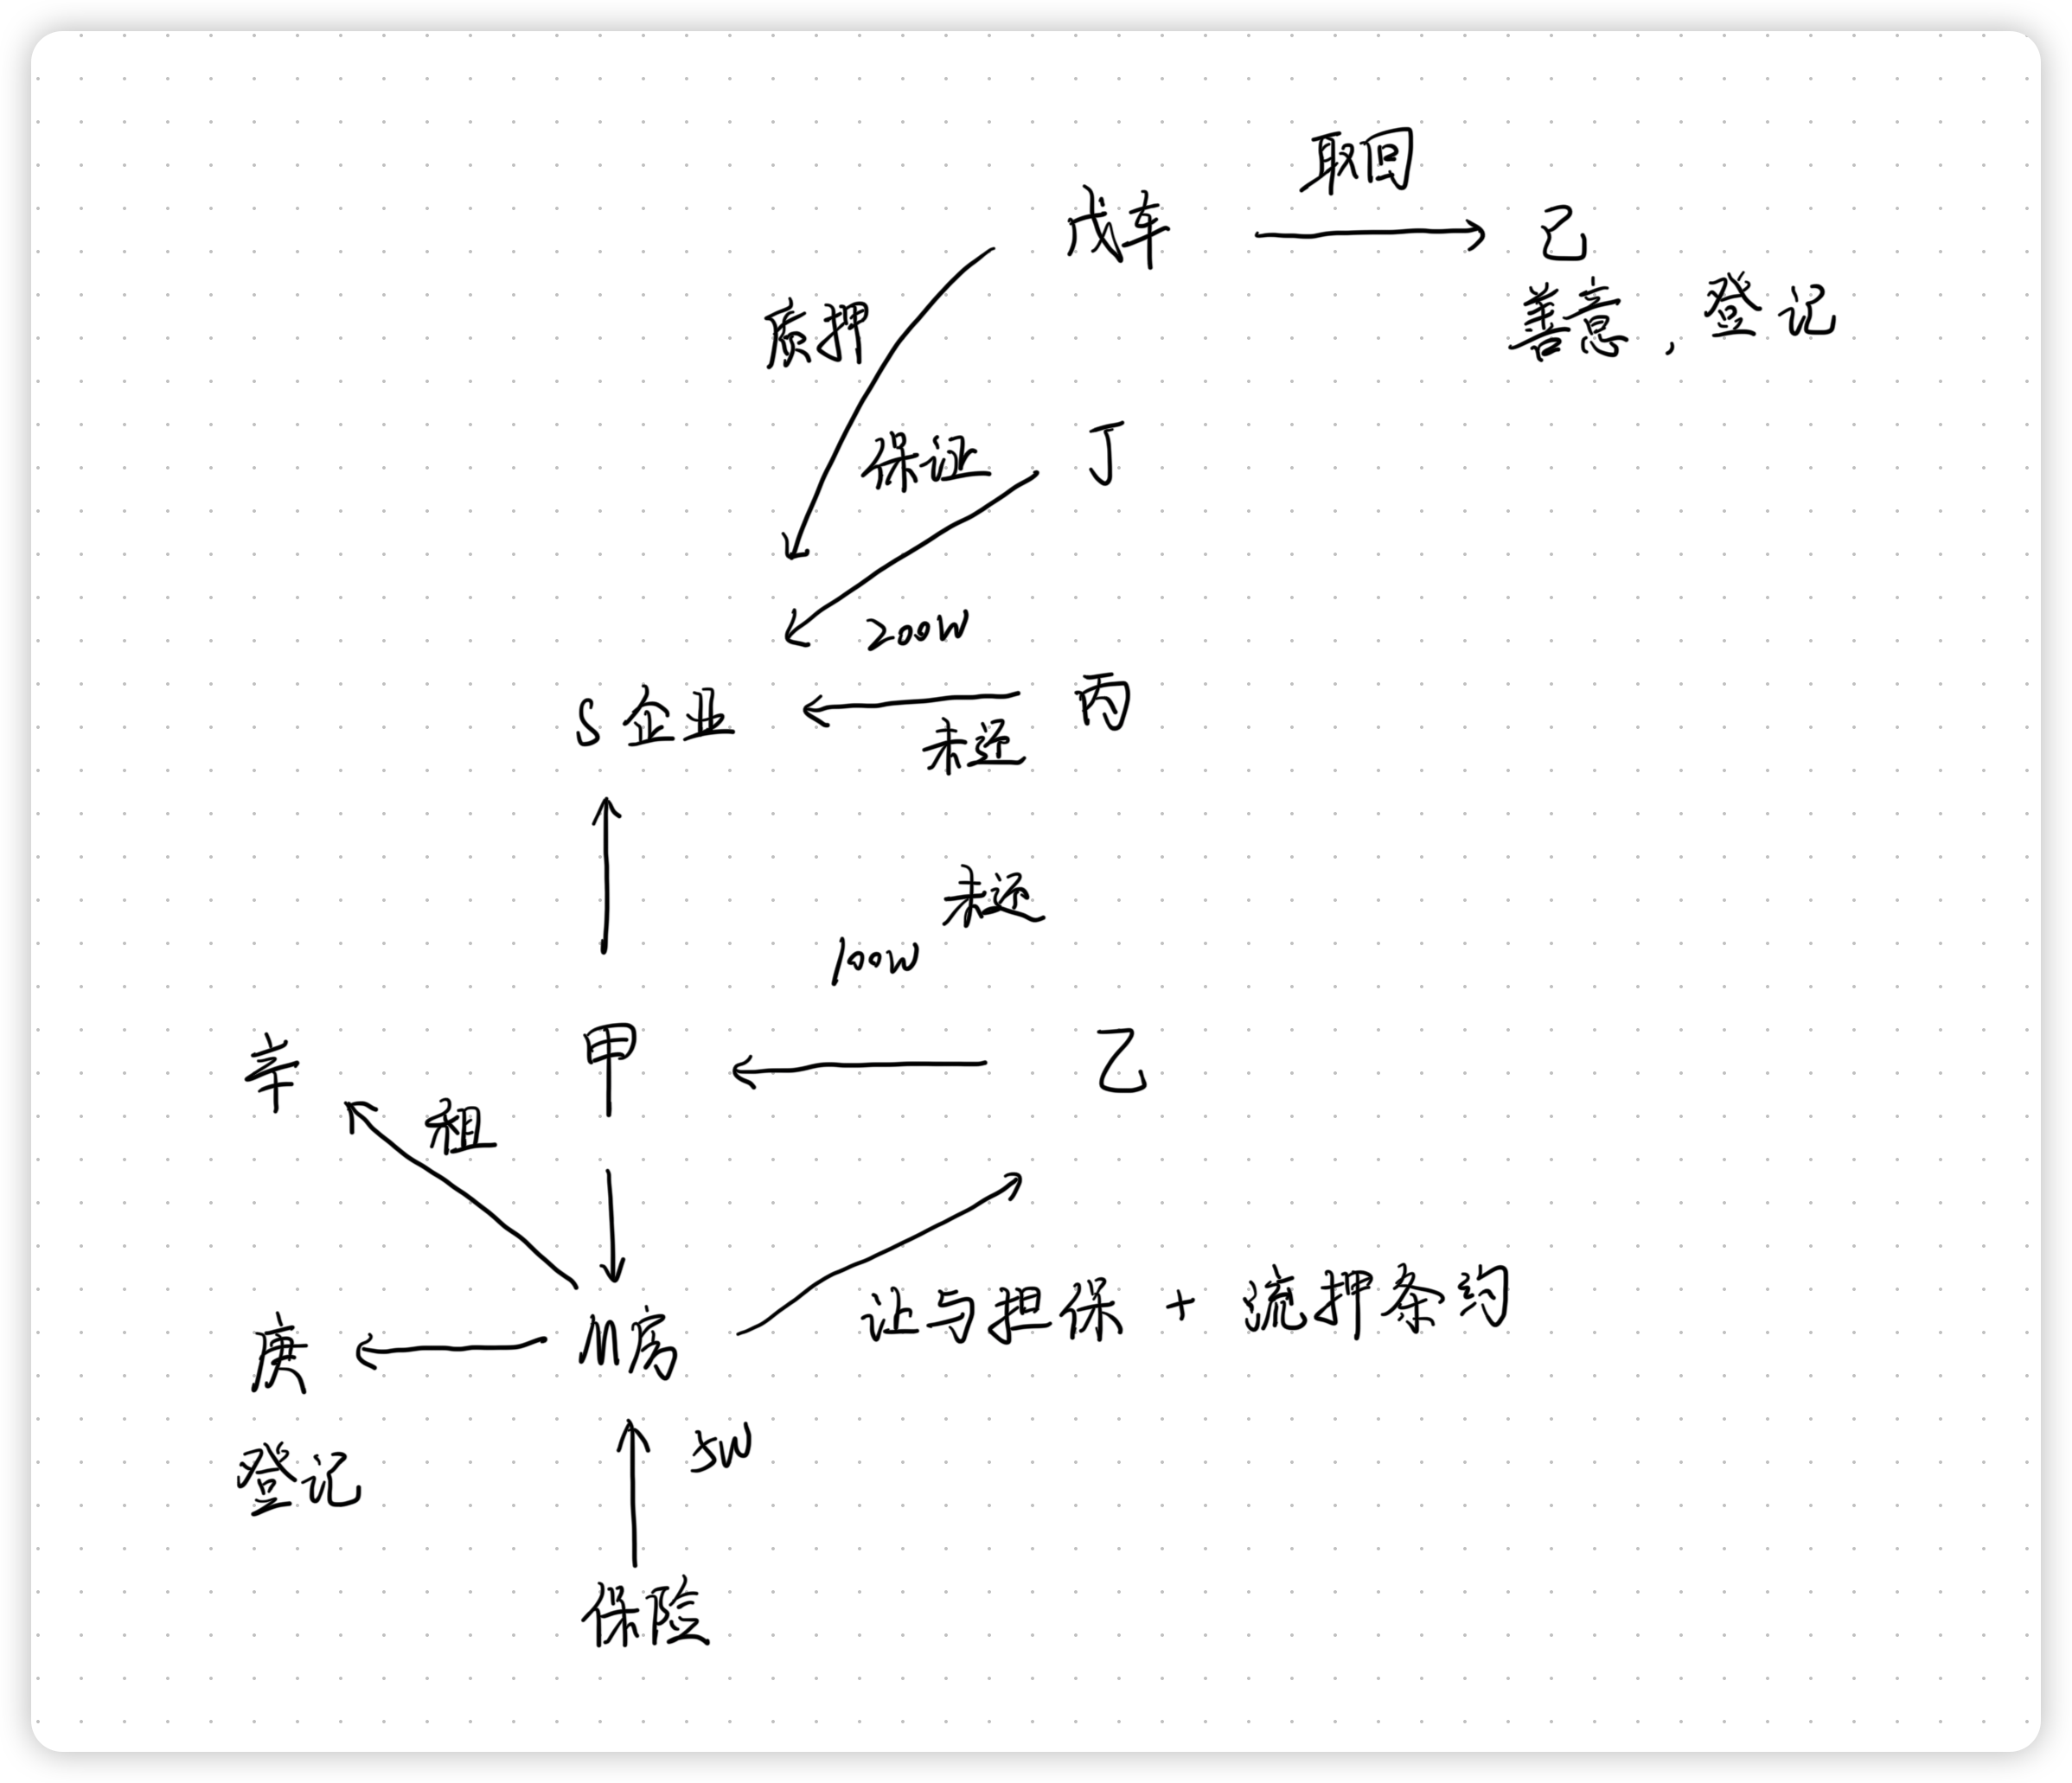 取回
戊车
己
善意，登记
质押
保证
丁
200W
S企业
丙
未还
未还
100W
辛
甲
乙
租
庚
M房
让与担保 + 流押条约
登记
5W
保险